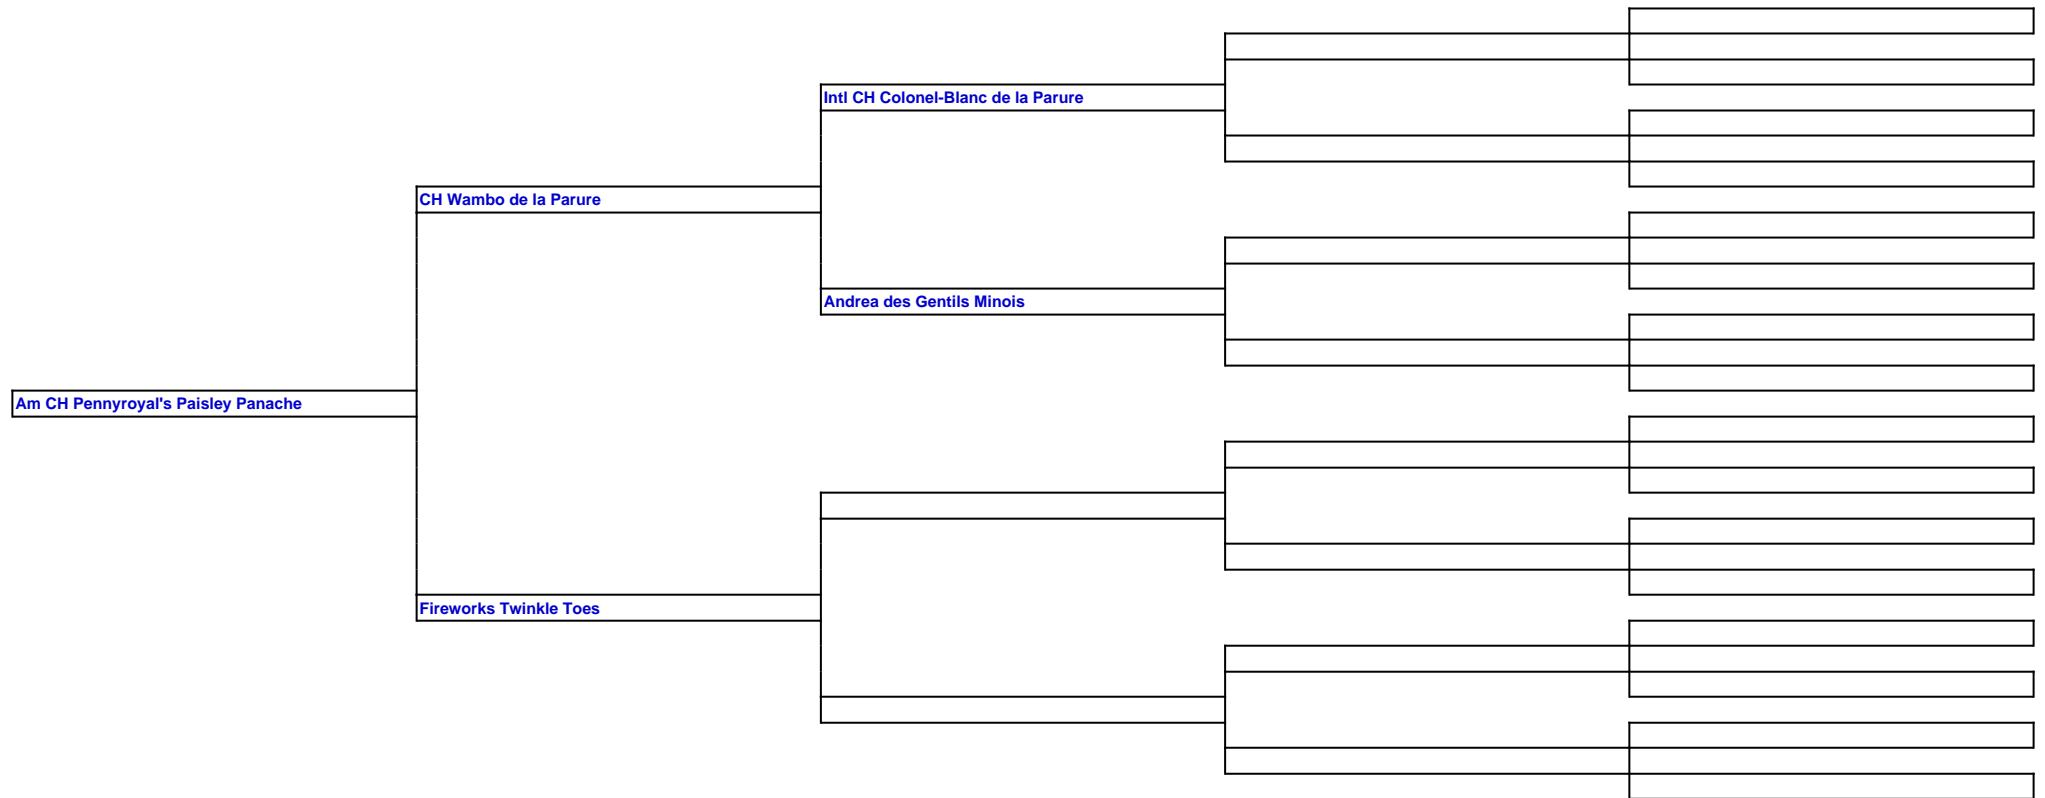 Intl CH Colonel-Blanc de la Parure
CH Wambo de la Parure
Andrea des Gentils Minois
Am CH Pennyroyal's Paisley Panache
Fireworks Twinkle Toes